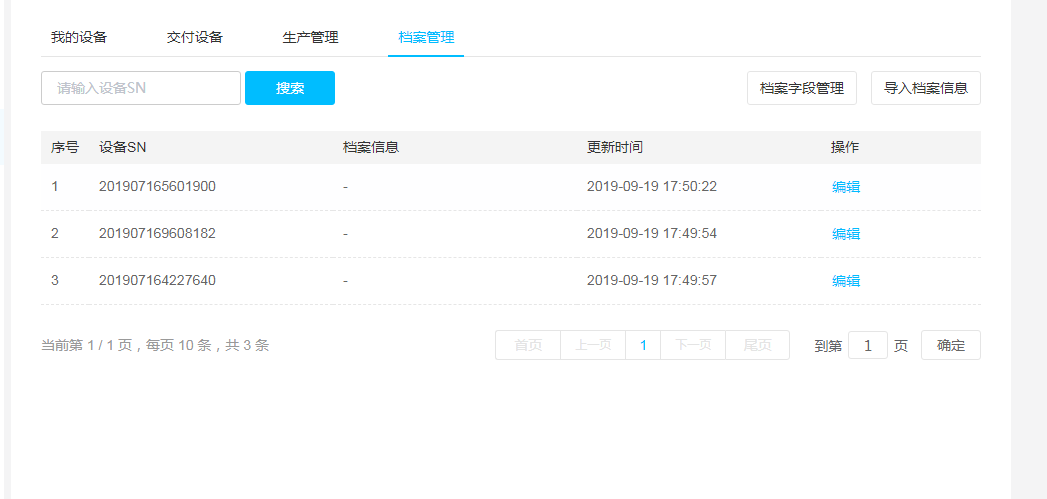 我的设备 交付设备 生产管理 档案管理
请输入设备SN 搜索 档案字段管理 导入档案信息
序号 设备SN 档案信息 更新时间 操作
1 201907165601900 - 2019-09-19 17:50:22 编辑
2 201907169608182 - 2019-09-19 17:49:54 编辑
3 201907164227640 - 2019-09-19 17:49:57 编辑
当前第 1 / 1 页，每页 10 条，共 3 条 首页 上一页 1 下一页 尾页 到第 1 页 确定